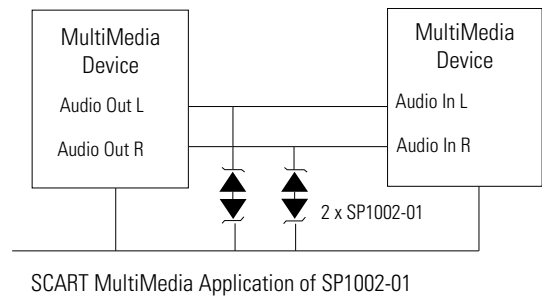 MultiMedia
Device
Audio Out L
Audio Out R
MultiMedia
Device
Audio In L
Audio In R
2 x SP1002-01
SCART MultiMedia Application of SP1002-01